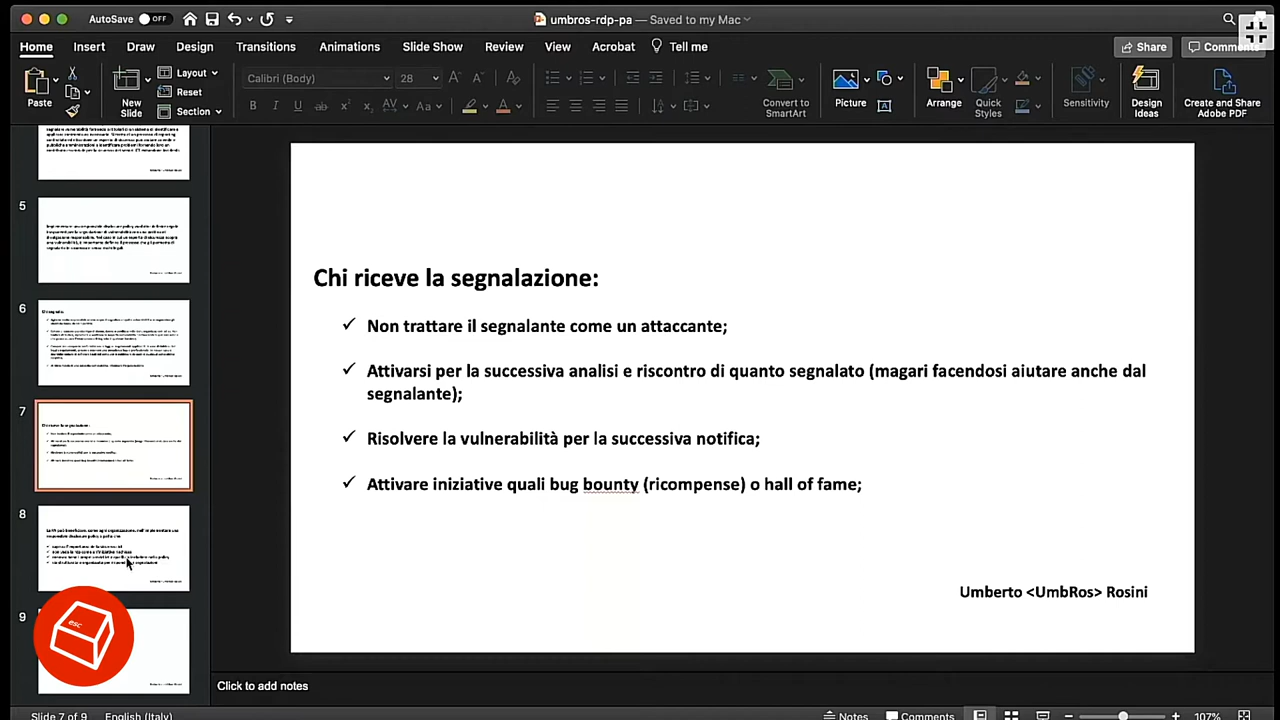 AutoSave OFF umbros-rdp-pa — Saved to my Mac
Home Insert Draw Design Transitions Animations Slide Show Review View Acrobat Tell me Share Comments
Paste New Slide Layout Reset Section Calibri (Body) 28 Convert to SmartArt Picture Arrange Quick Styles Sensitivity Design Ideas Create and Share Adobe PDF
5
6
7
8
9
esc
Chi riceve la segnalazione:
✓ Non trattare il segnalante come un attaccante;
✓ Attivarsi per la successiva analisi e riscontro di quanto segnalato (magari facendosi aiutare anche dal
segnalante);
✓ Risolvere la vulnerabilità per la successiva notifica;
✓ Attivare iniziative quali bug bounty (ricompense) o hall of fame;
Umberto <UmbRos> Rosini
Click to add notes
Slide 7 of 9 English (Italy) Notes Comments 107%